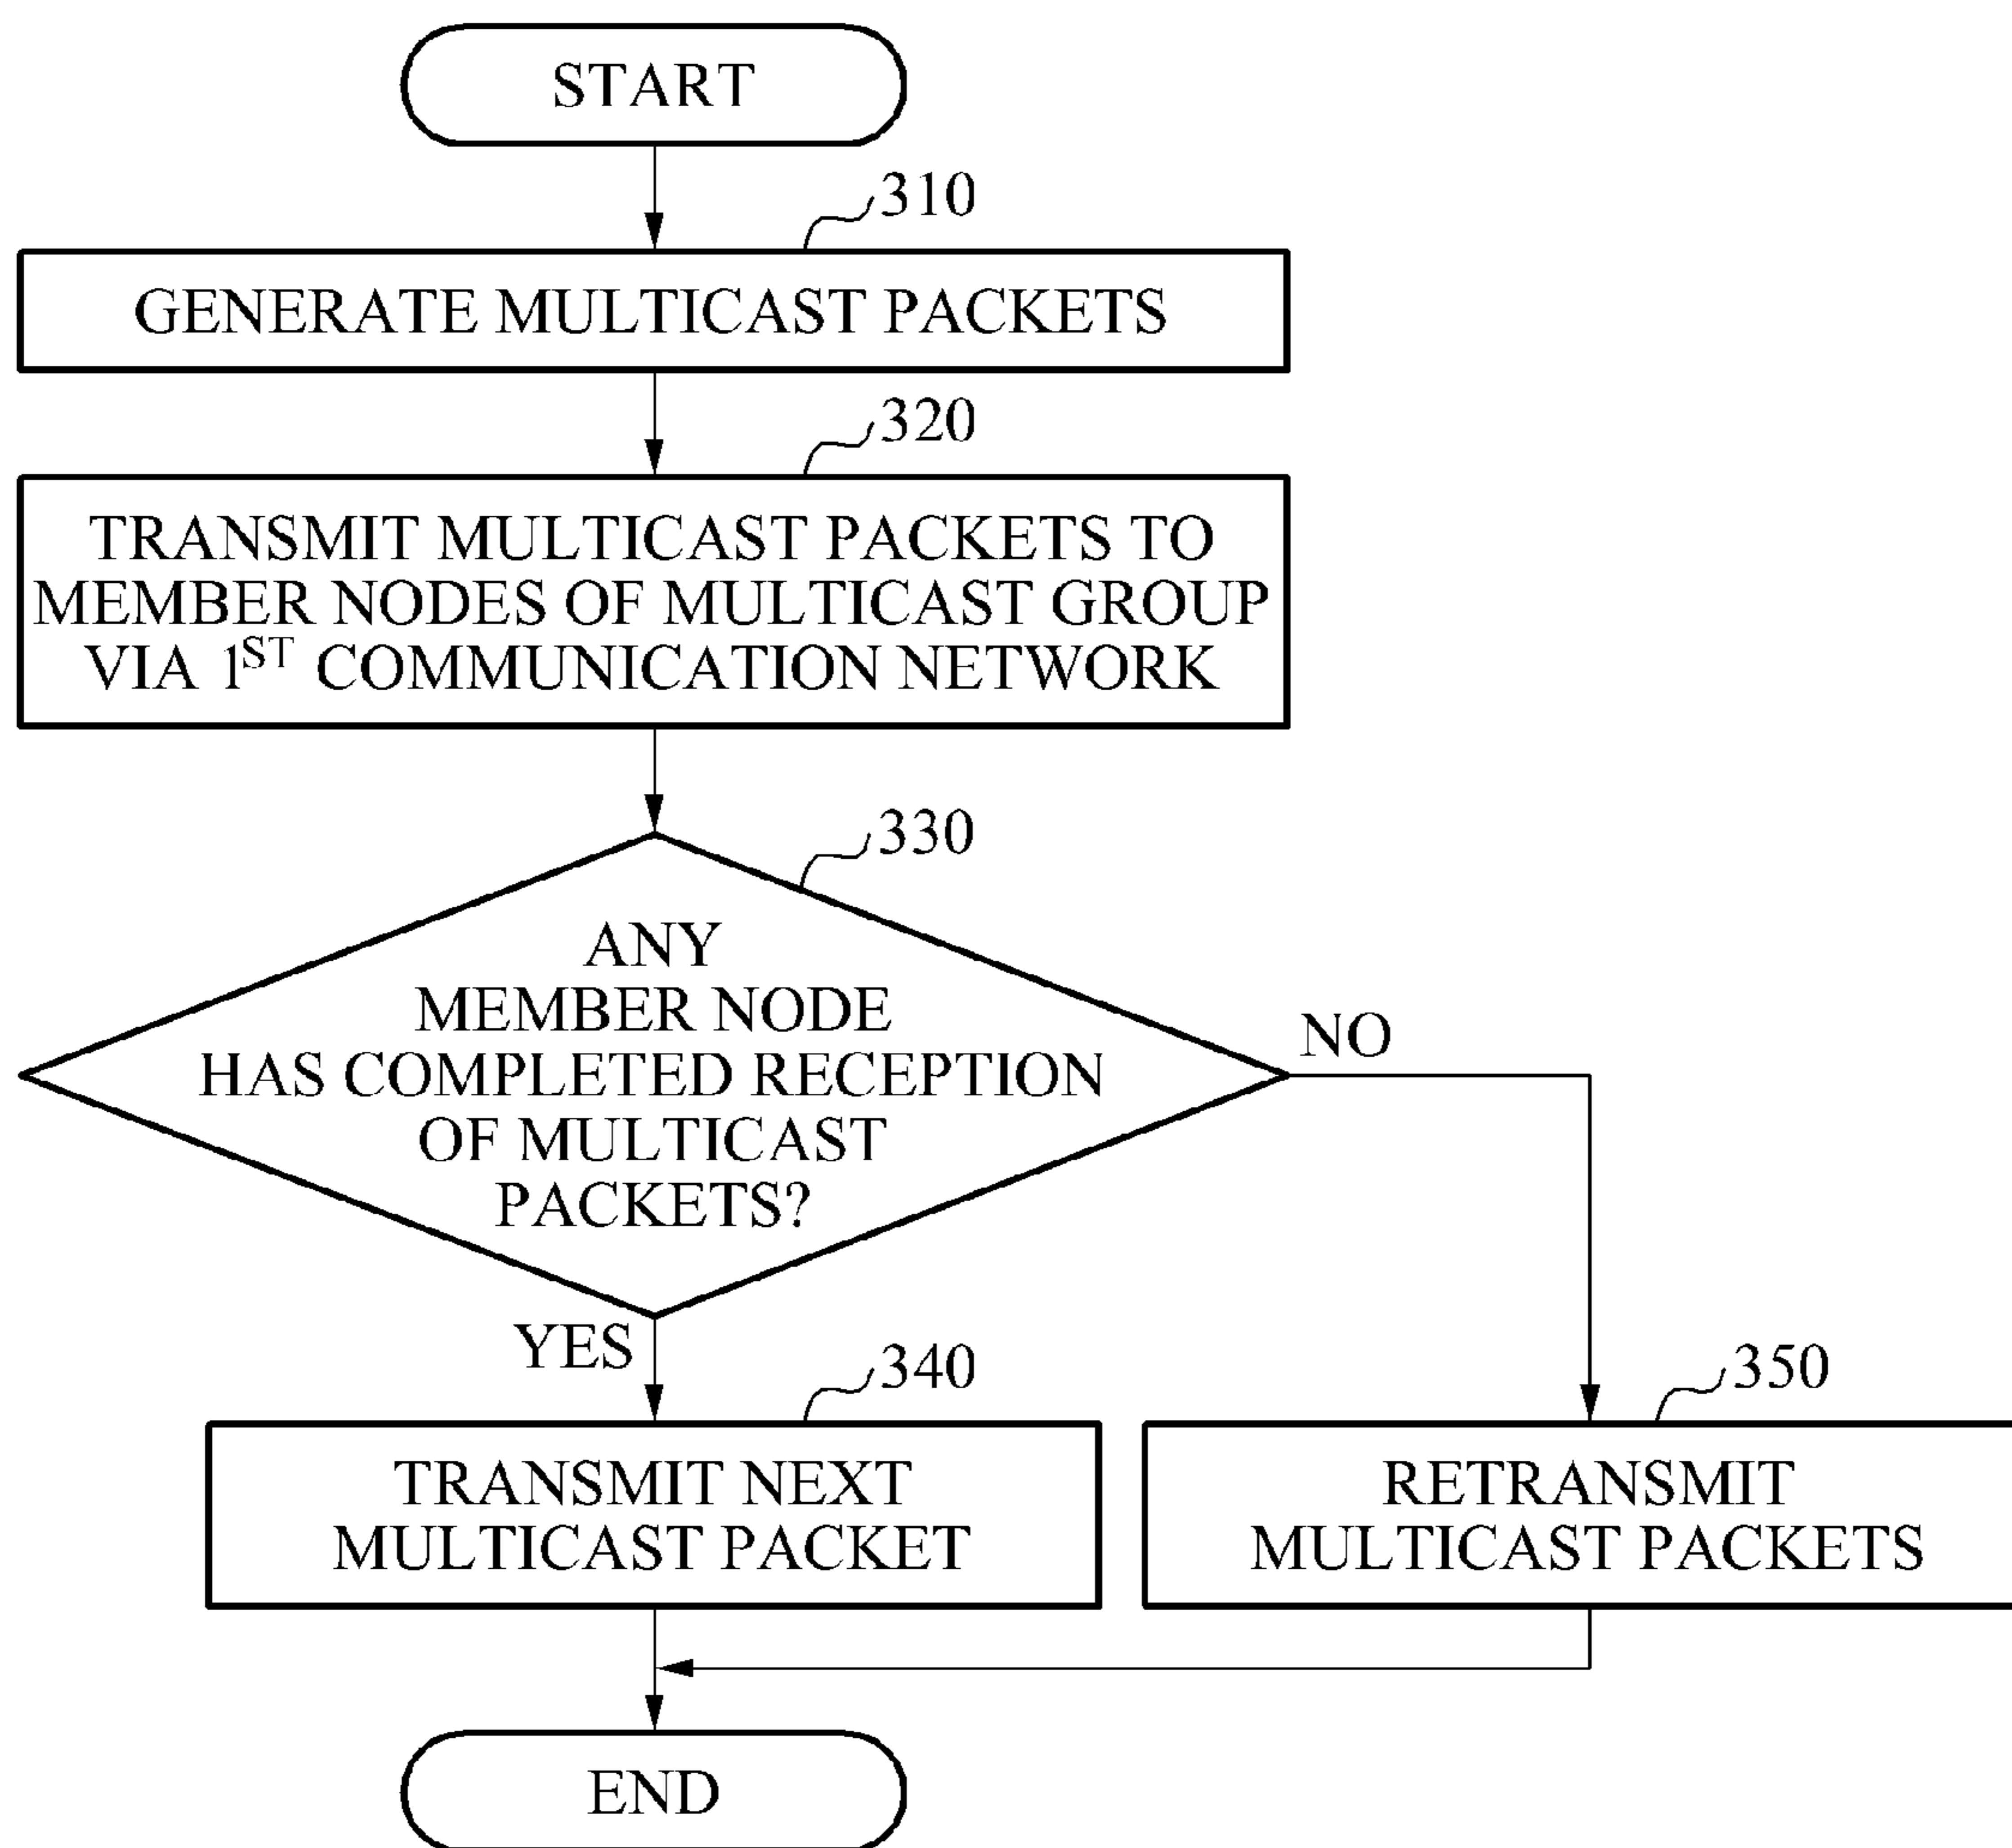 START
310
GENERATE MULTICAST PACKETS
320
TRANSMIT MULTICAST PACKETS TO
MEMBER NODES OF MULTICAST GROUP
VIA 1ST COMMUNICATION NETWORK
330
ANY
MEMBER NODE
HAS COMPLETED RECEPTION
OF MULTICAST
PACKETS?
NO
YES
340
TRANSMIT NEXT
MULTICAST PACKET
350
RETRANSMIT
MULTICAST PACKETS
END